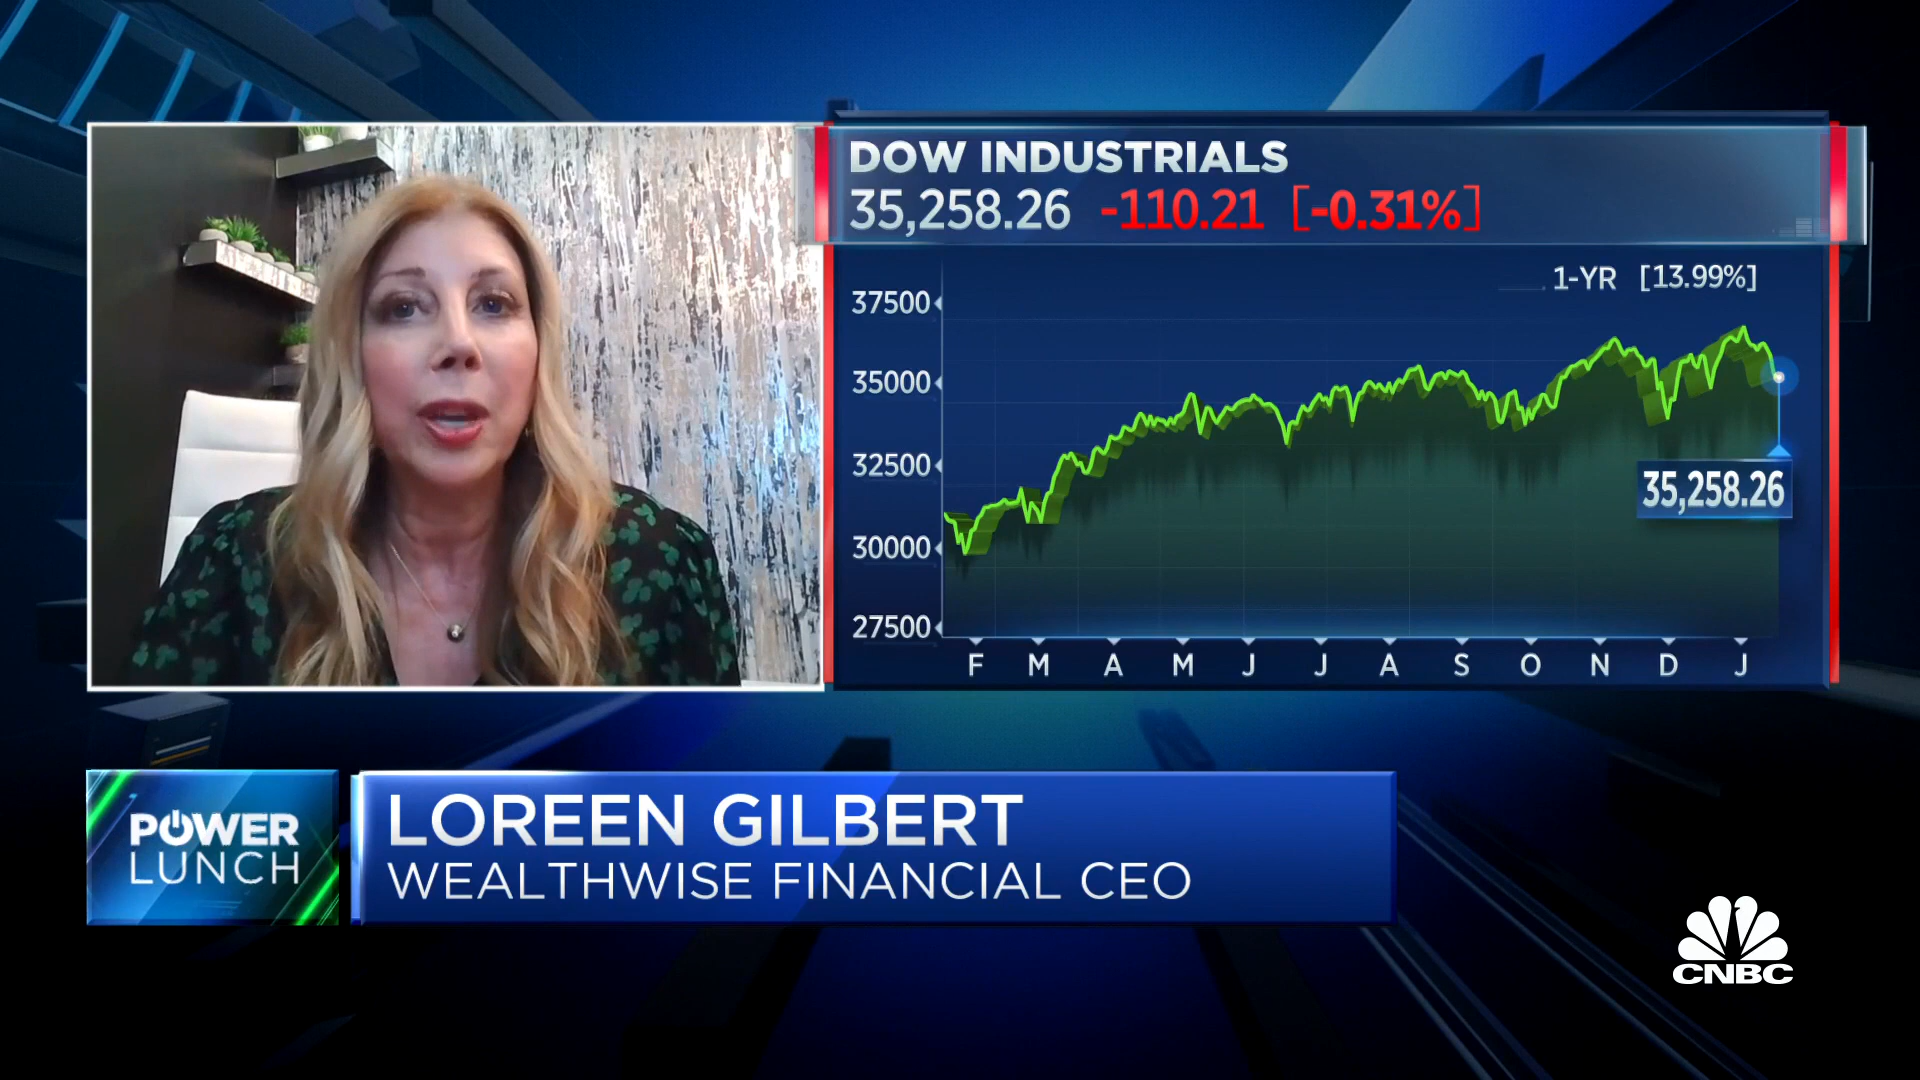 DOW INDUSTRIALS
35,258.26 -110.21 [-0.31%]
1-YR [13.99%]
37500
35000
32500
30000
27500
35,258.26
F M A M J J A S O N D J
POWER
LUNCH
LOREEN GILBERT
WEALTHWISE FINANCIAL CEO
CNBC